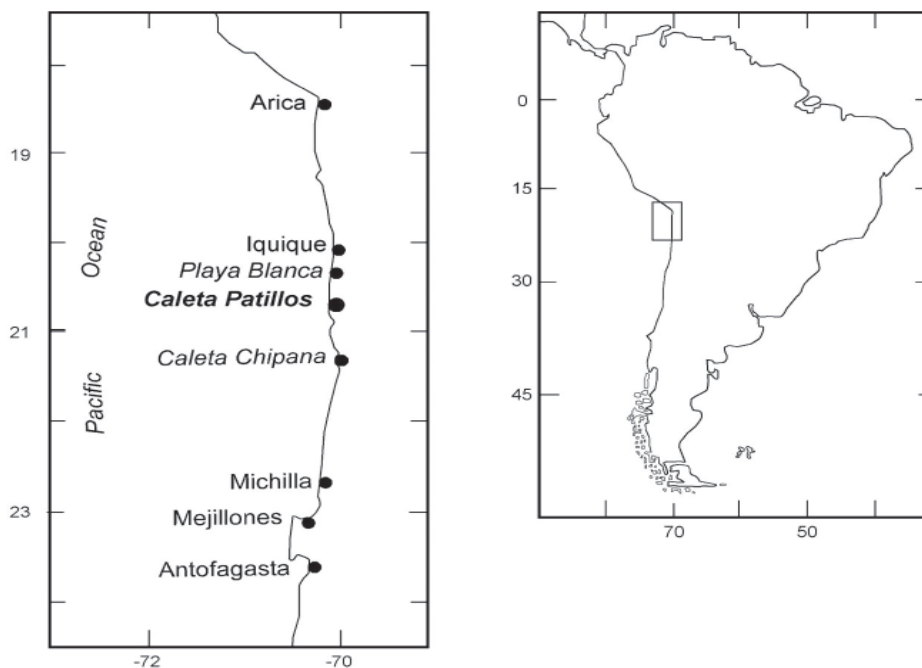 Arica
19
Ocean
Iquique
Playa Blanca
Caleta Patillos
21
Caleta Chipana
Pacific
Michilla
23
Mejillones
Antofagasta
-72
-70
0
15
30
45
70
50